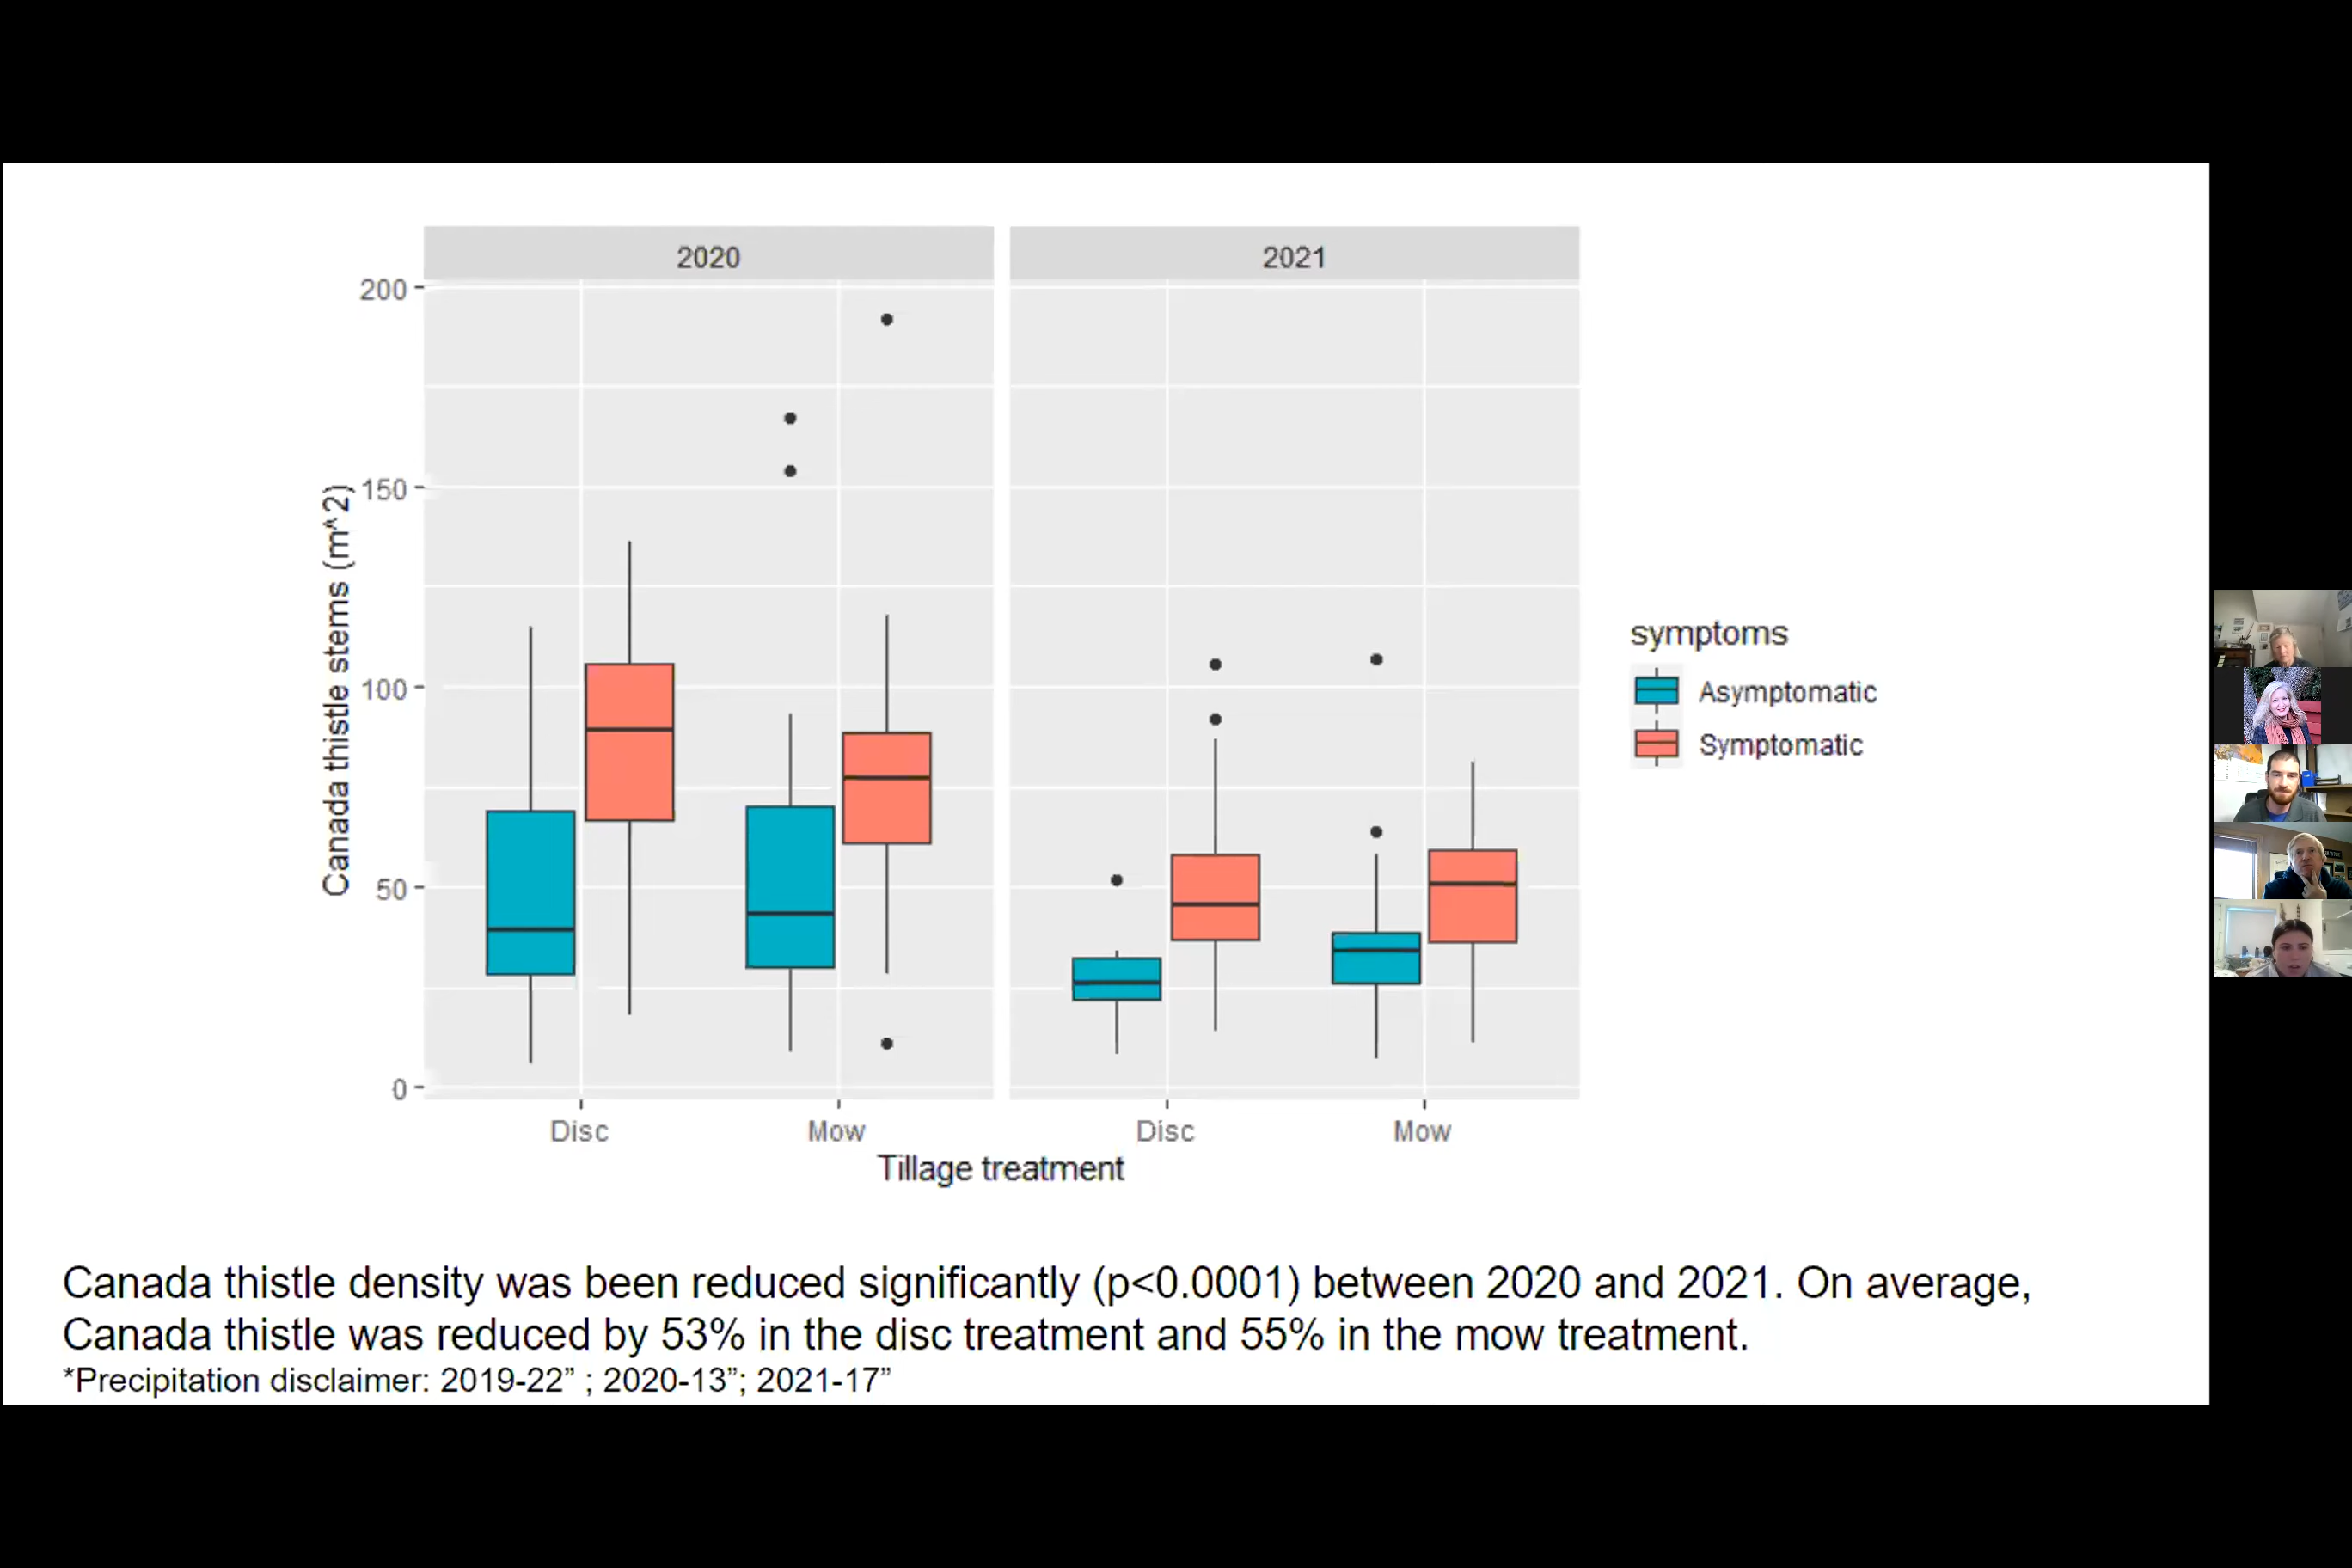 2020
2021
200
150
100
50
0
Canada thistle stems (m^2)
Disc
Mow
Disc
Mow
Tillage treatment
symptoms
Asymptomatic
Symptomatic
Canada thistle density was been reduced significantly (p<0.0001) between 2020 and 2021. On average,
Canada thistle was reduced by 53% in the disc treatment and 55% in the mow treatment.
*Precipitation disclaimer: 2019-22” ; 2020-13”; 2021-17”